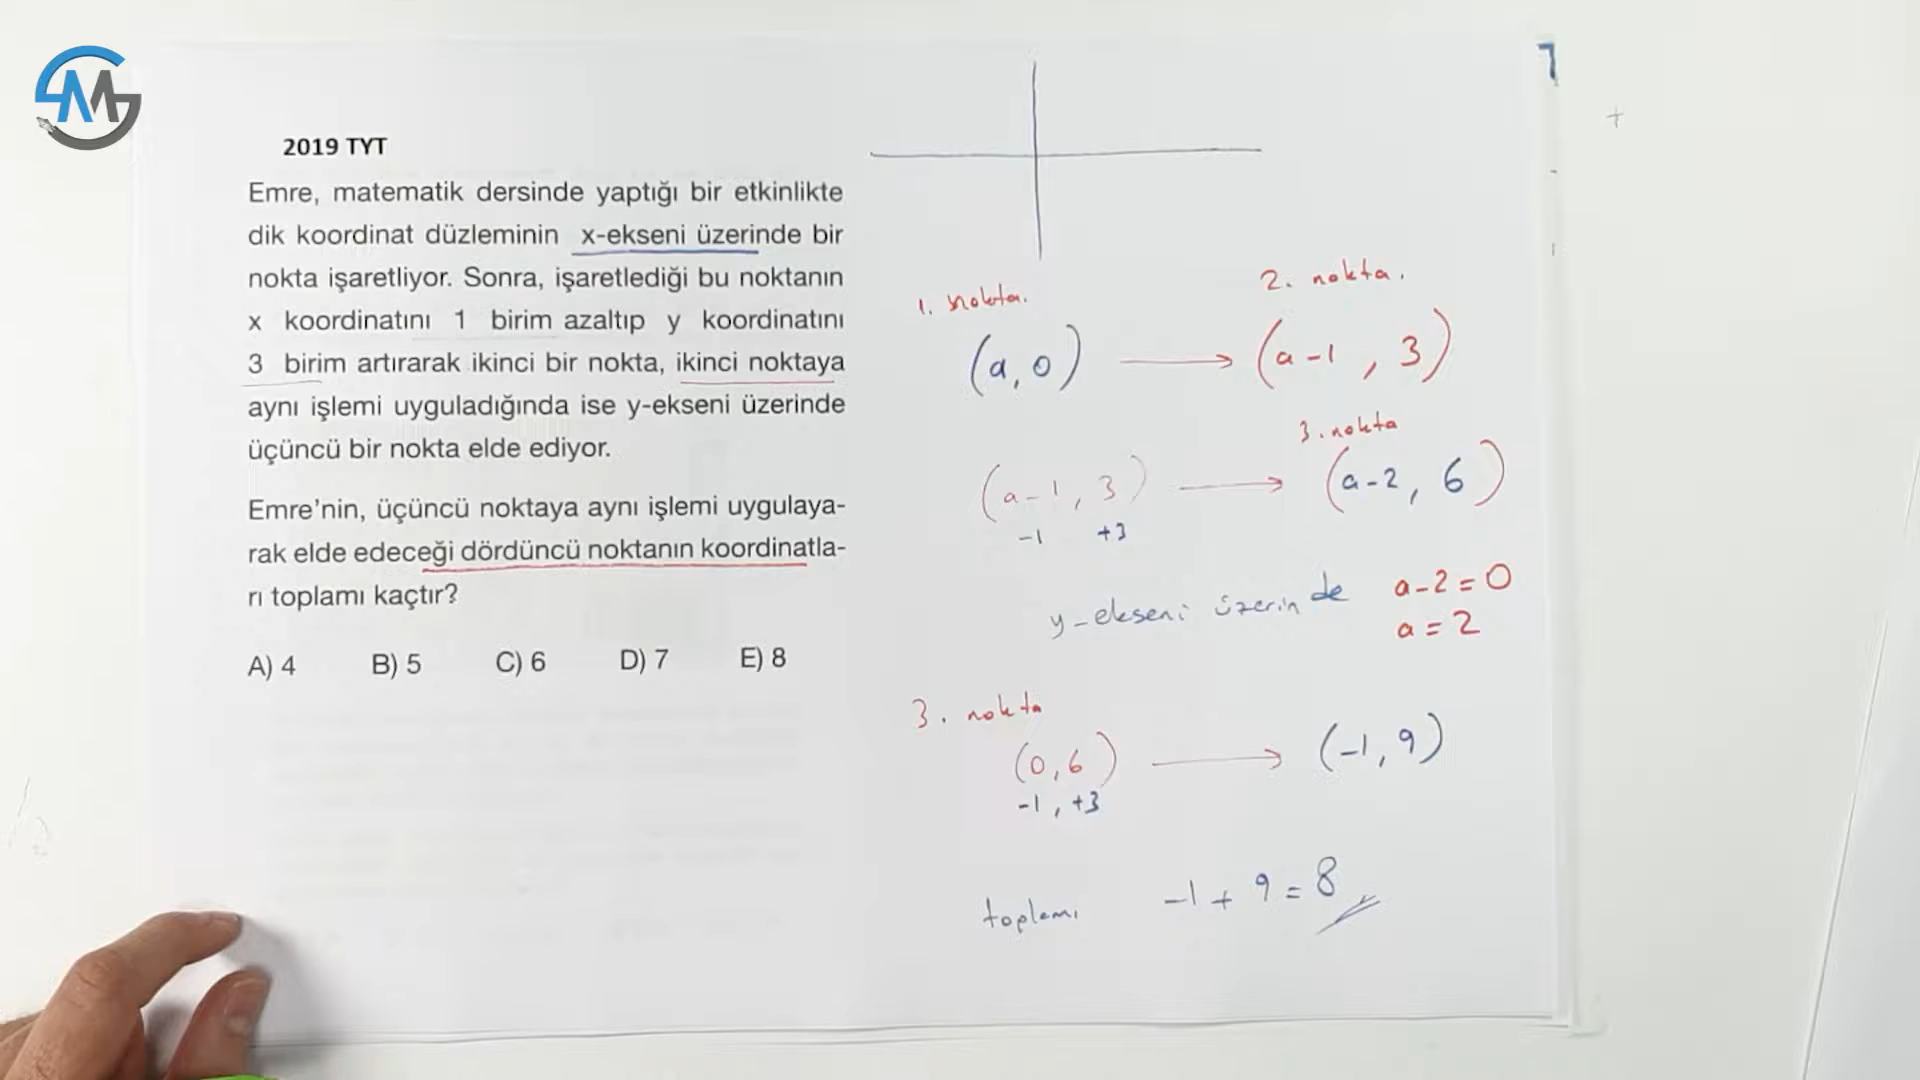 2019 TYT
Emre, matematik dersinde yaptığı bir etkinlikte
dik koordinat düzleminin x-ekseni üzerinde bir
nokta işaretliyor. Sonra, işaretlediği bu noktanın
x koordinatını 1 birim azaltıp y koordinatını
3 birim artırarak ikinci bir nokta, ikinci noktaya
aynı işlemi uyguladığında ise y-ekseni üzerinde
üçüncü bir nokta elde ediyor.
Emre'nin, üçüncü noktaya aynı işlemi uygulaya-
rak elde edeceği dördüncü noktanın koordinatla-
rı toplamı kaçtır?
A) 4 B) 5 C) 6 D) 7 E) 8
1. nokta. 2. nokta.
(a, 0) → (a-1, 3)
3. nokta
(a-1, 3) → (a-2, 6)
-1 +3
y-ekseni üzerinde a-2=0
a=2
3. nokta
(0,6) → (-1,9)
-1, +3
toplamı -1+9=8